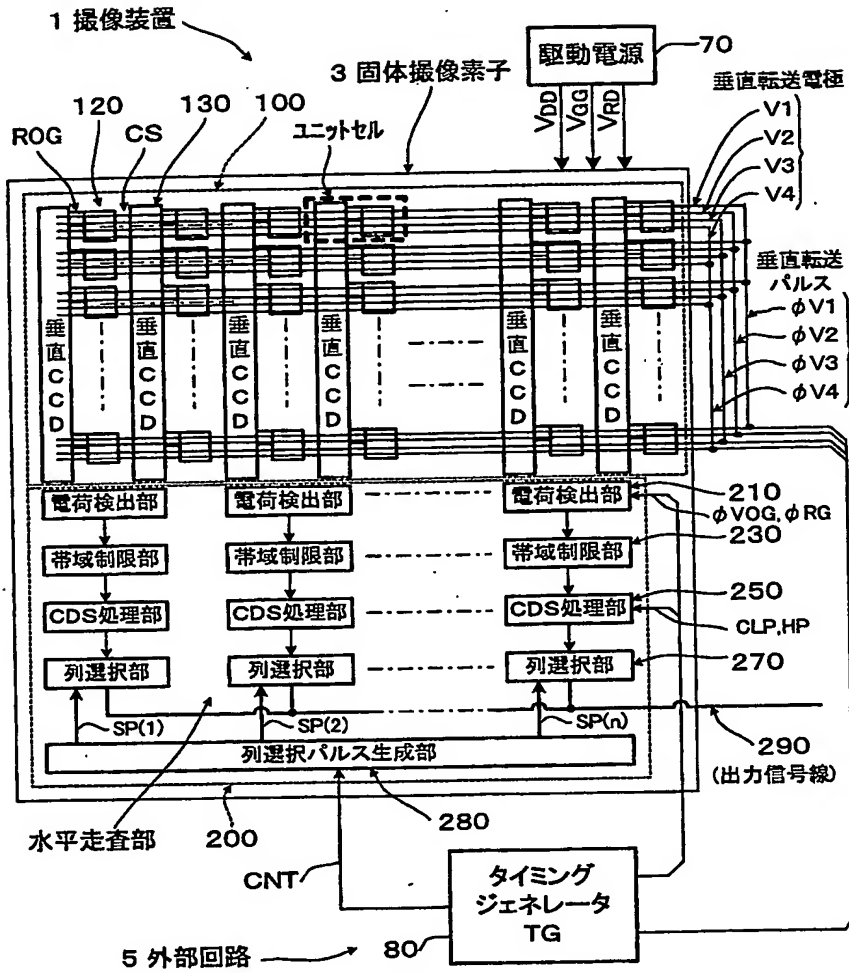 1 撮像装置
3 固体撮像素子
駆動電源
70
VDD
VGG
VRD
垂直転送電極
V1
V2
V3
V4
ROG
120
CS
130
100
ユニットセル
垂直転送
パルス
φV1
φV2
φV3
φV4
垂直CCD
垂直CCD
垂直CCD
垂直CCD
垂直CCD
垂直CCD
電荷検出部
電荷検出部
電荷検出部
210
φVOG,φRG
帯域制限部
帯域制限部
帯域制限部
230
CDS処理部
CDS処理部
CDS処理部
250
CLP,HP
列選択部
列選択部
列選択部
270
SP(1)
SP(2)
SP(n)
290
(出力信号線)
列選択パルス生成部
水平走査部
200
280
CNT
タイミング
ジェネレータ
TG
80
5 外部回路